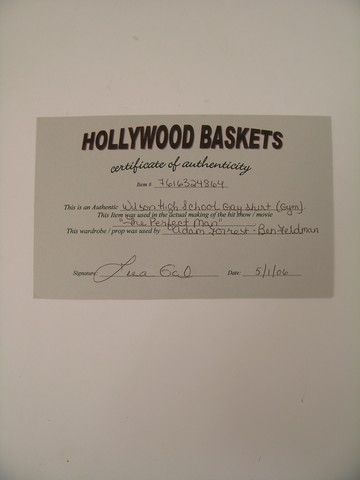 HOLLYWOOD BASKETS
certificate of authenticity
Item # 7616324864
This is an Authentic Wilson High School Gray Shirt (Gym).
This Item was used in the actual making of the hit show / movie
"The Perfect Man"
This wardrobe / prop was used by "Adam Forrest - Ben Feldman
Signature Date: 5/1/06